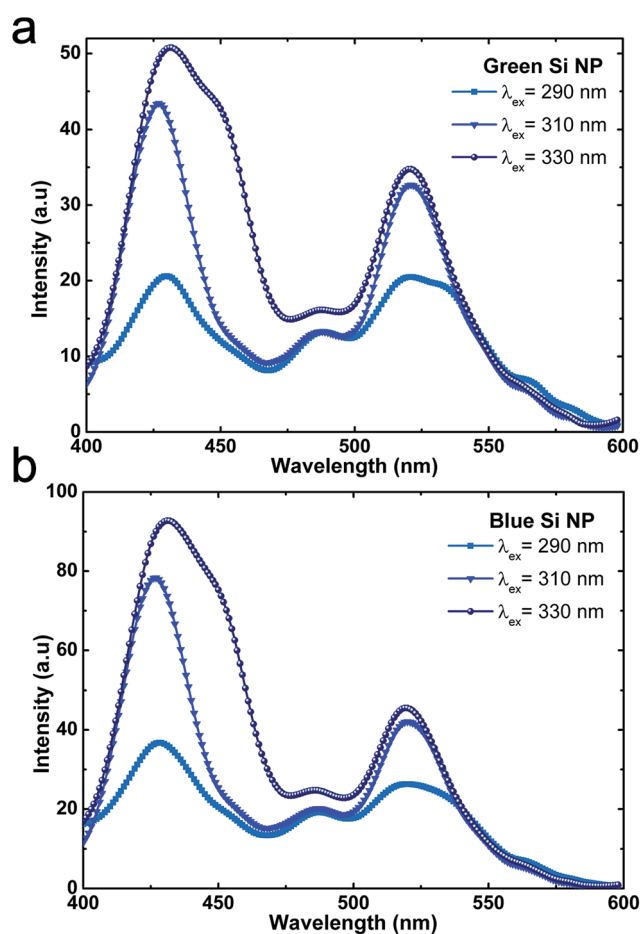 a
Green Si NP
λex= 290 nm
λex= 310 nm
λex= 330 nm
50
40
30
20
10
0
Intensity (a.u)
400 450 500 550 600
Wavelength (nm)
b
Blue Si NP
λex= 290 nm
λex= 310 nm
λex= 330 nm
100
80
60
40
20
0
Intensity (a.u)
400 450 500 550 600
Wavelength (nm)